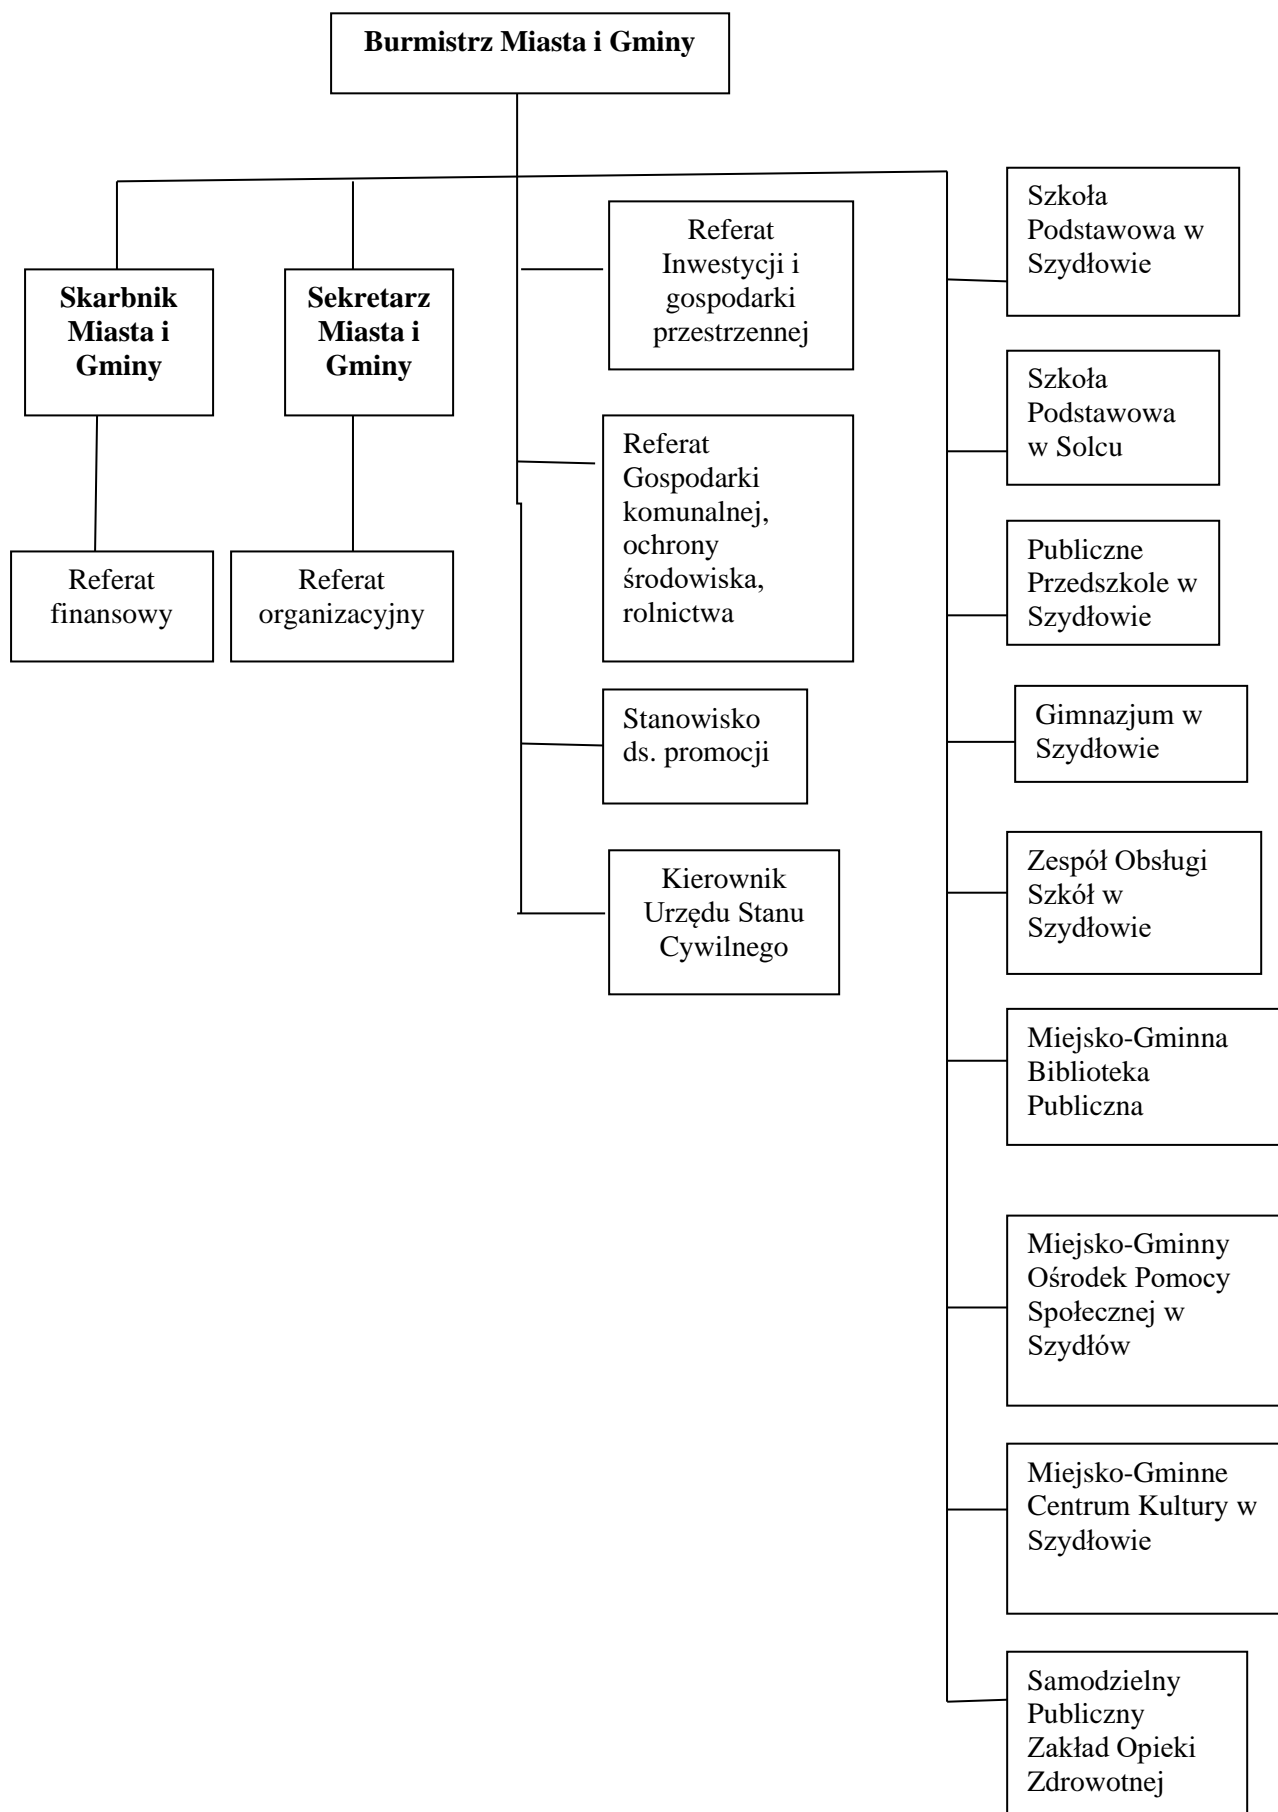 Burmistrz Miasta i Gminy
Skarbnik
Miasta i
Gminy
Sekretarz
Miasta i
Gminy
Referat
finansowy
Referat
organizacyjny
Referat
Inwestycji i
gospodarki
przestrzennej
Referat
Gospodarki
komunalnej,
ochrony
środowiska,
rolnictwa
Stanowisko
ds. promocji
Kierownik
Urzędu Stanu
Cywilnego
Szkoła
Podstawowa w
Szydłowie
Szkoła
Podstawowa
w Solcu
Publiczne
Przedszkole w
Szydłowie
Gimnazjum w
Szydłowie
Zespół Obsługi
Szkół w
Szydłowie
Miejsko-Gminna
Biblioteka
Publiczna
Miejsko-Gminny
Ośrodek Pomocy
Społecznej w
Szydłów
Miejsko-Gminne
Centrum Kultury w
Szydłowie
Samodzielny
Publiczny
Zakład Opieki
Zdrowotnej